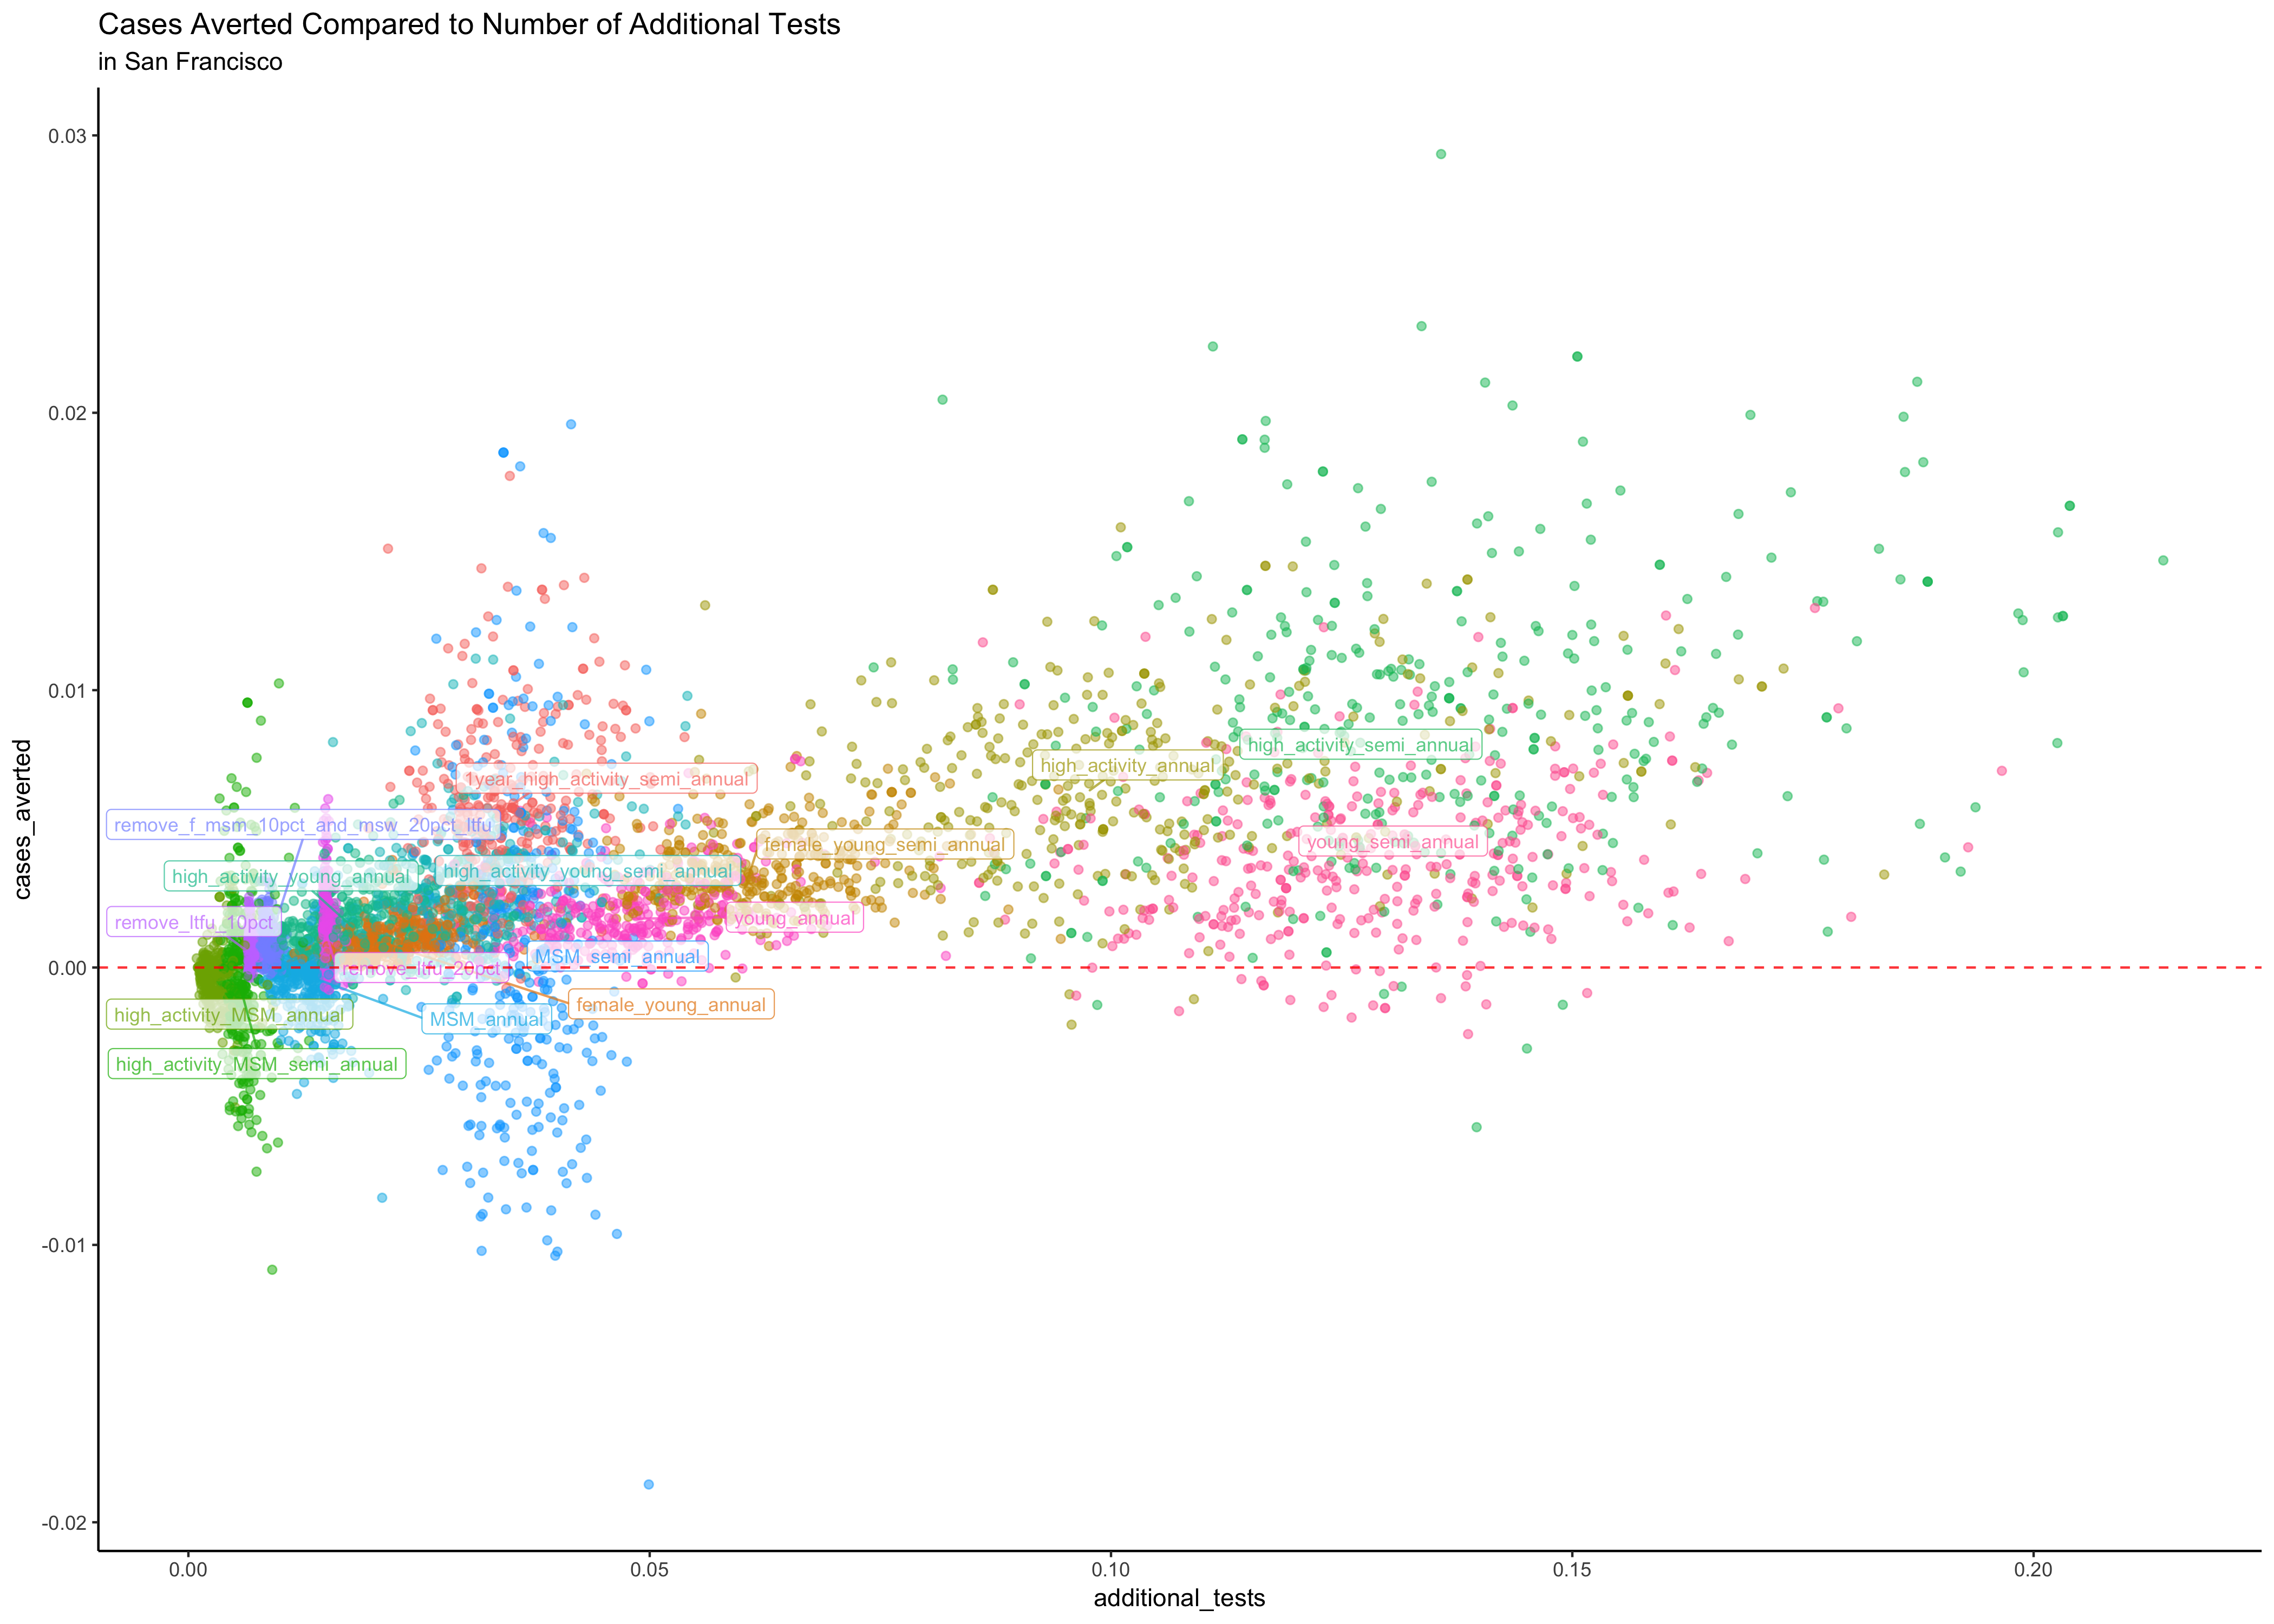 Cases Averted Compared to Number of Additional Tests
in San Francisco
cases_averted
0.03
0.02
0.01
0.00
-0.01
-0.02
high_activity_semi_annual
high_activity_annual
1year_high_activity_semi_annual
remove_f_msm_10pct_and_msw_20pct_ltfu
young_semi_annual
female_young_semi_annual
high_activity_young_annual
high_activity_young_semi_annual
remove_ltfu_10pct
young_annual
MSM_semi_annual
remove_ltfu_20pct
female_young_annual
high_activity_MSM_annual
MSM_annual
high_activity_MSM_semi_annual
0.00
0.05
0.10
0.15
0.20
additional_tests